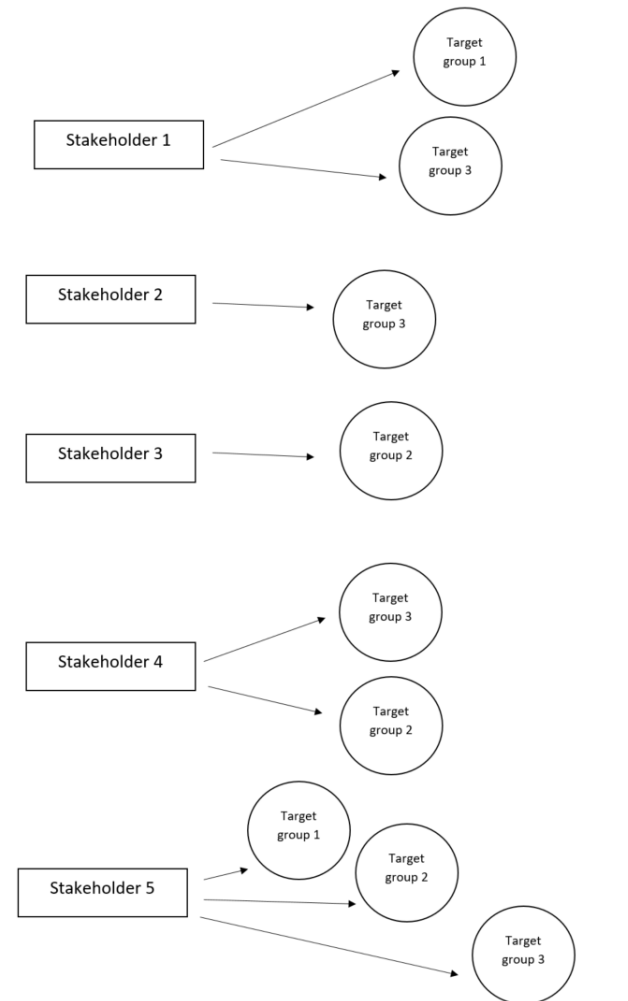 Target
group 1
Stakeholder 1
Target
group 3
Stakeholder 2
Target
group 3
Stakeholder 3
Target
group 2
Target
group 3
Stakeholder 4
Target
group 2
Target
group 1
Target
group 2
Stakeholder 5
Target
group 3